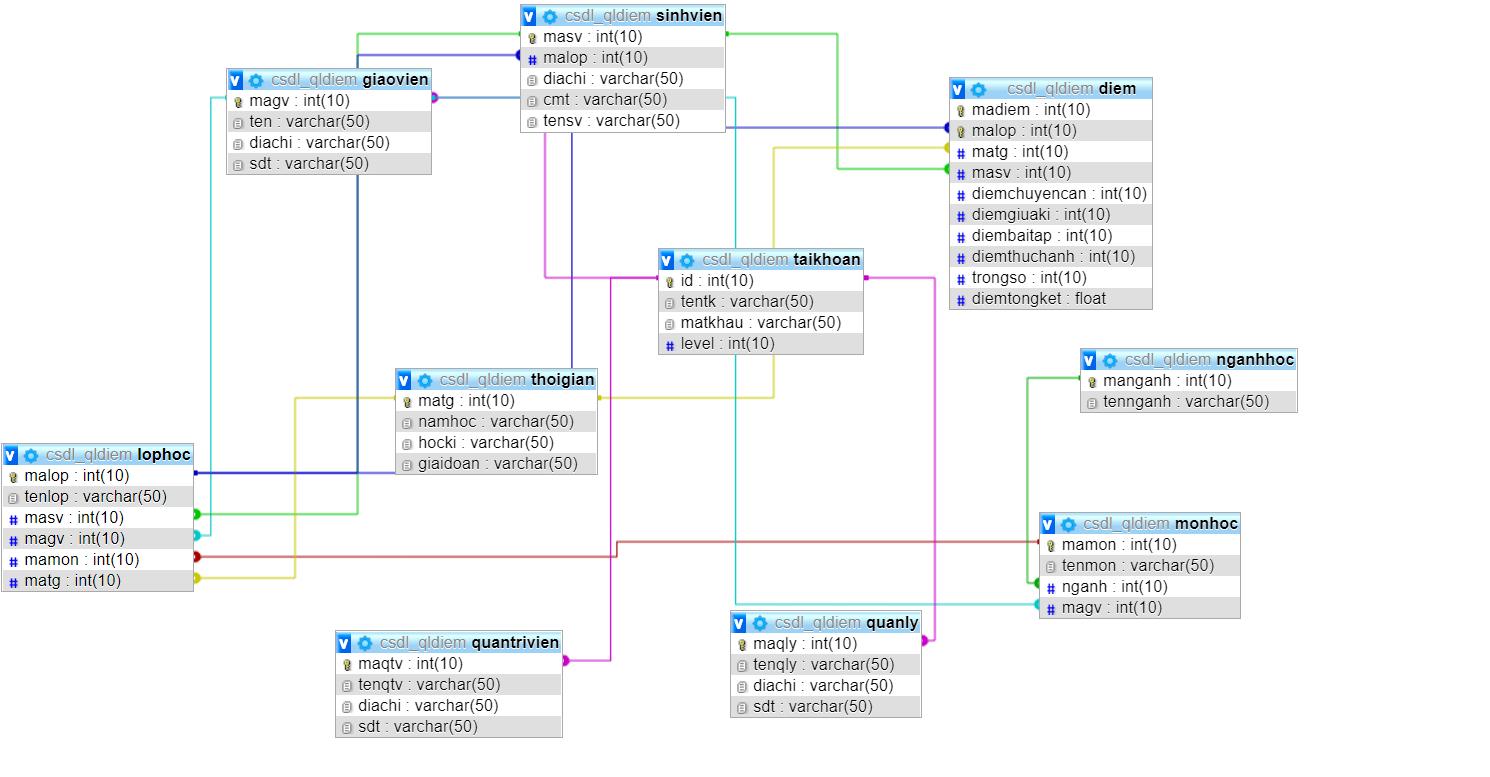 csdl_qldiem sinhvien
masv : int(10)
malop : int(10)
diachi : varchar(50)
cmt : varchar(50)
tensv : varchar(50)
csdl_qldiem giaovien
magv : int(10)
ten : varchar(50)
diachi : varchar(50)
sdt : varchar(50)
csdl_qldiem diem
madiem : int(10)
malop : int(10)
matg : int(10)
masv : int(10)
diemchuyencan : int(10)
diemgiuaki : int(10)
diembaitap : int(10)
diemthuchanh : int(10)
trongso : int(10)
diemtongket : float
csdl_qldiem taikhoan
id : int(10)
tentk : varchar(50)
matkhau : varchar(50)
level : int(10)
csdl_qldiem nganhhoc
manganh : int(10)
tennganh : varchar(50)
csdl_qldiem thoigian
matg : int(10)
namhoc : varchar(50)
hocki : varchar(50)
giaidoan : varchar(50)
csdl_qldiem lophoc
malop : int(10)
tenlop : varchar(50)
masv : int(10)
magv : int(10)
mamon : int(10)
matg : int(10)
csdl_qldiem monhoc
mamon : int(10)
tenmon : varchar(50)
nganh : int(10)
magv : int(10)
csdl_qldiem quanly
maqly : int(10)
tenqly : varchar(50)
diachi : varchar(50)
sdt : varchar(50)
csdl_qldiem quantrivien
maqtv : int(10)
tenqtv : varchar(50)
diachi : varchar(50)
sdt : varchar(50)